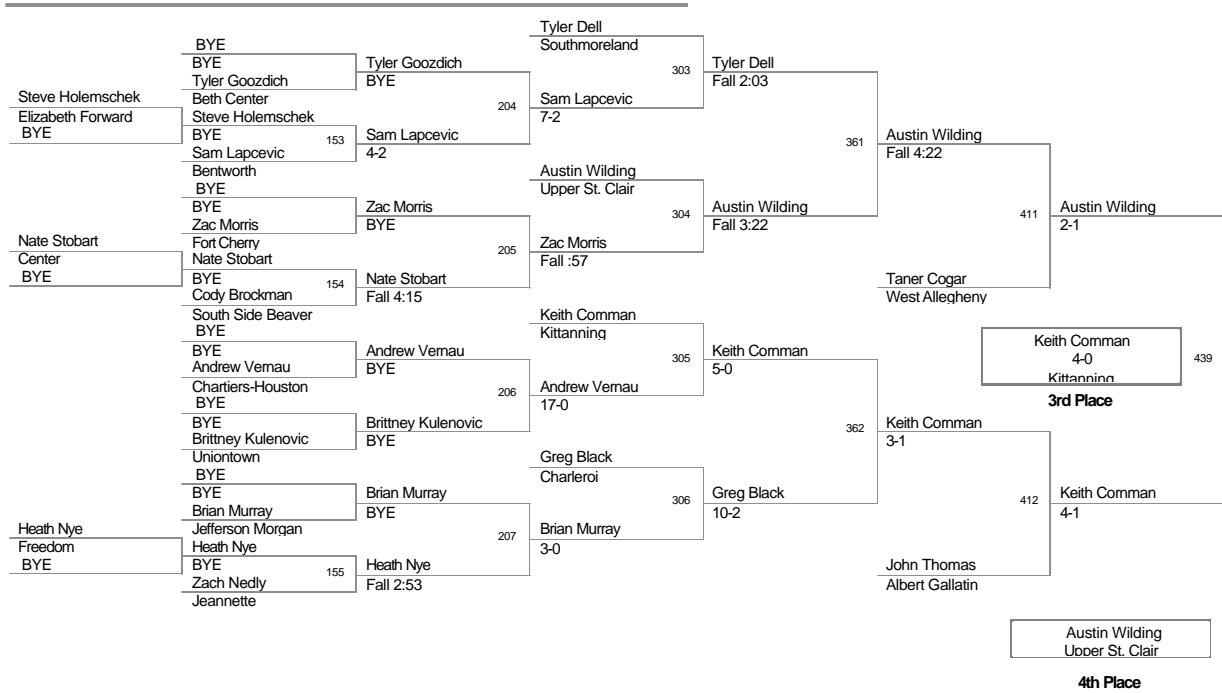 Steve Holemschek
Elizabeth Forward
BYE
Nate Stobart
Center
BYE
Heath Nye
Freedom
BYE
BYE
BYE
Tyler Goozdich
Beth Center
Steve Holemschek
BYE
153
Sam Lapcevic
Bentworth
BYE
BYE
Zac Morris
Fort Cherry
Nate Stobart
BYE
154
Cody Brockman
South Side Beaver
BYE
BYE
Andrew Vernau
Chartiers-Houston
BYE
BYE
Brittney Kulenovic
Uniontown
BYE
BYE
Brian Murray
Jefferson Morgan
Heath Nye
BYE
155
Zach Nedly
Jeannette
Tyler Goozdich
BYE
204
Sam Lapcevic
4-2
Zac Morris
BYE
205
Nate Stobart
Fall 4:15
Andrew Vernau
BYE
206
Brittney Kulenovic
BYE
Brian Murray
BYE
207
Heath Nye
Fall 2:53
Tyler Dell
Southmoreland
303
Sam Lapcevic
7-2
Austin Wilding
Upper St. Clair
304
Zac Morris
Fall :57
Keith Cornman
Kittanning
305
Andrew Vernau
17-0
Greg Black
Charleroi
306
Brian Murray
3-0
Tyler Dell
Fall 2:03
361
Austin Wilding
Fall 3:22
Keith Cornman
5-0
362
Greg Black
10-2
Austin Wilding
Fall 4:22
411
Taner Cogar
West Allegheny
Keith Cornman
3-1
412
John Thomas
Albert Gallatin
Austin Wilding
2-1
Keith Cornman
4-0
Kittanning
439
3rd Place
Keith Cornman
4-1
Austin Wilding
Upper St. Clair
4th Place